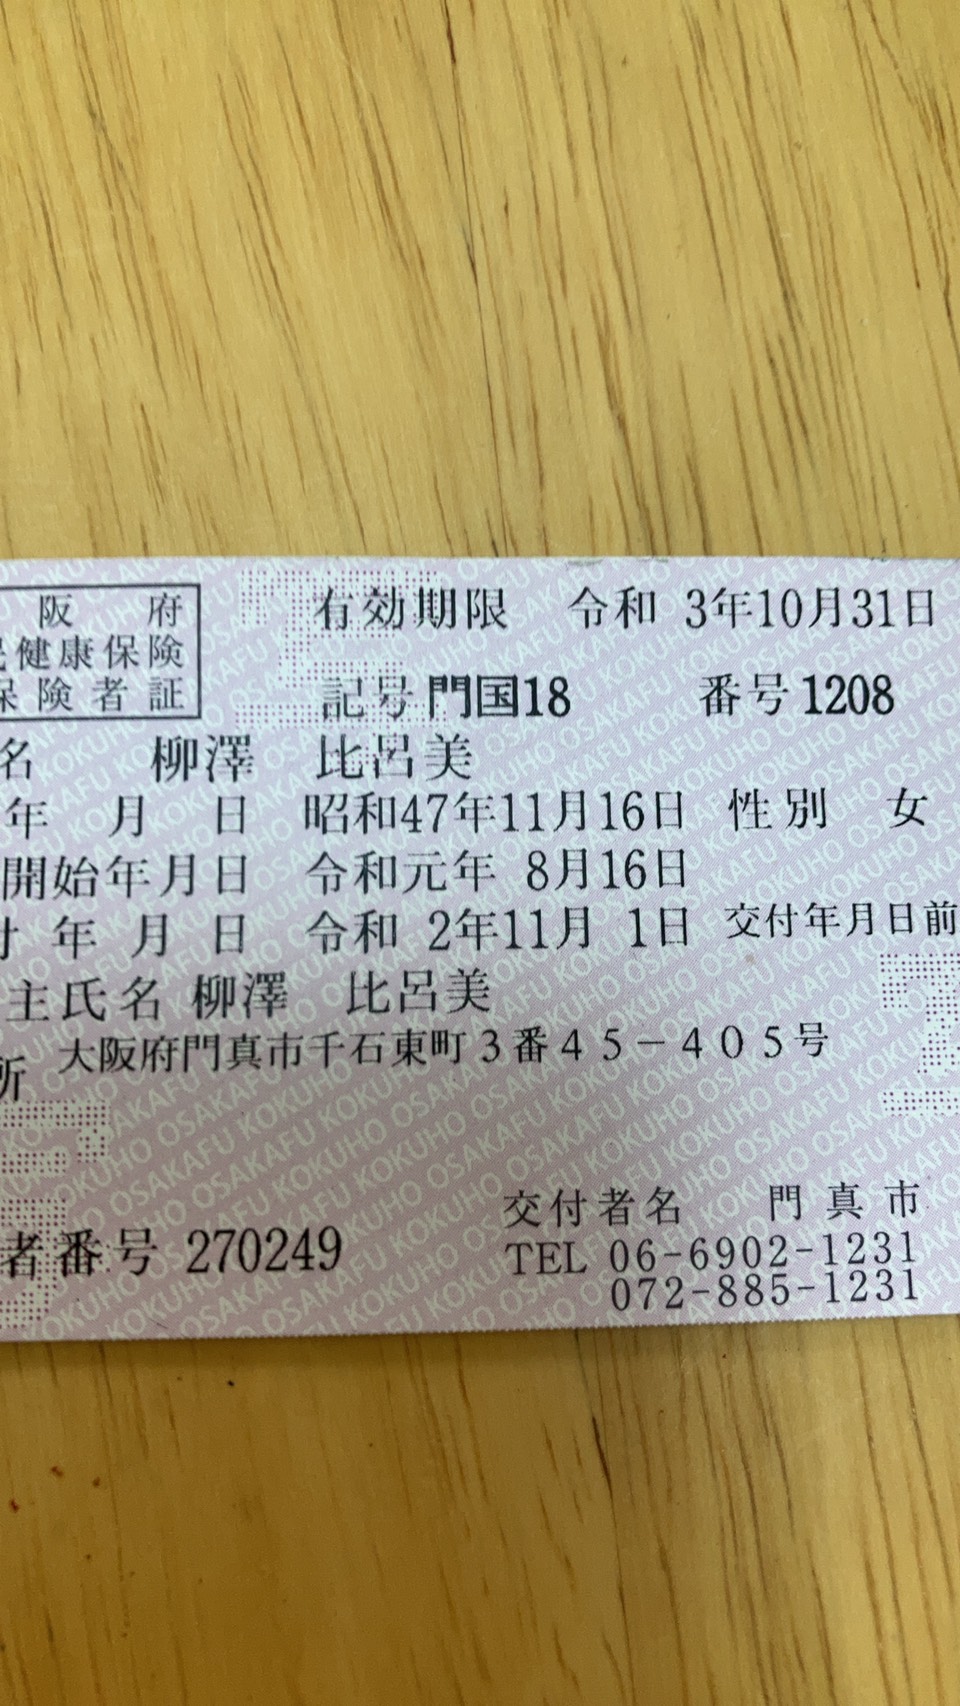 阪府 有効期限 令和 3年10月31日
民健康保険
保険者証 記号 門国18 番号 1208
名 柳澤 比呂美
年月日 昭和47年11月16日 性別 女
開始年月日 令和元年 8月16日
付年月日 令和 2年11月 1日 交付年月日前
主氏名 柳澤 比呂美
所 大阪府門真市千石東町3番45－405号
交付者名 門真市
者番号 270249 TEL 06-6902-1231
072-885-1231